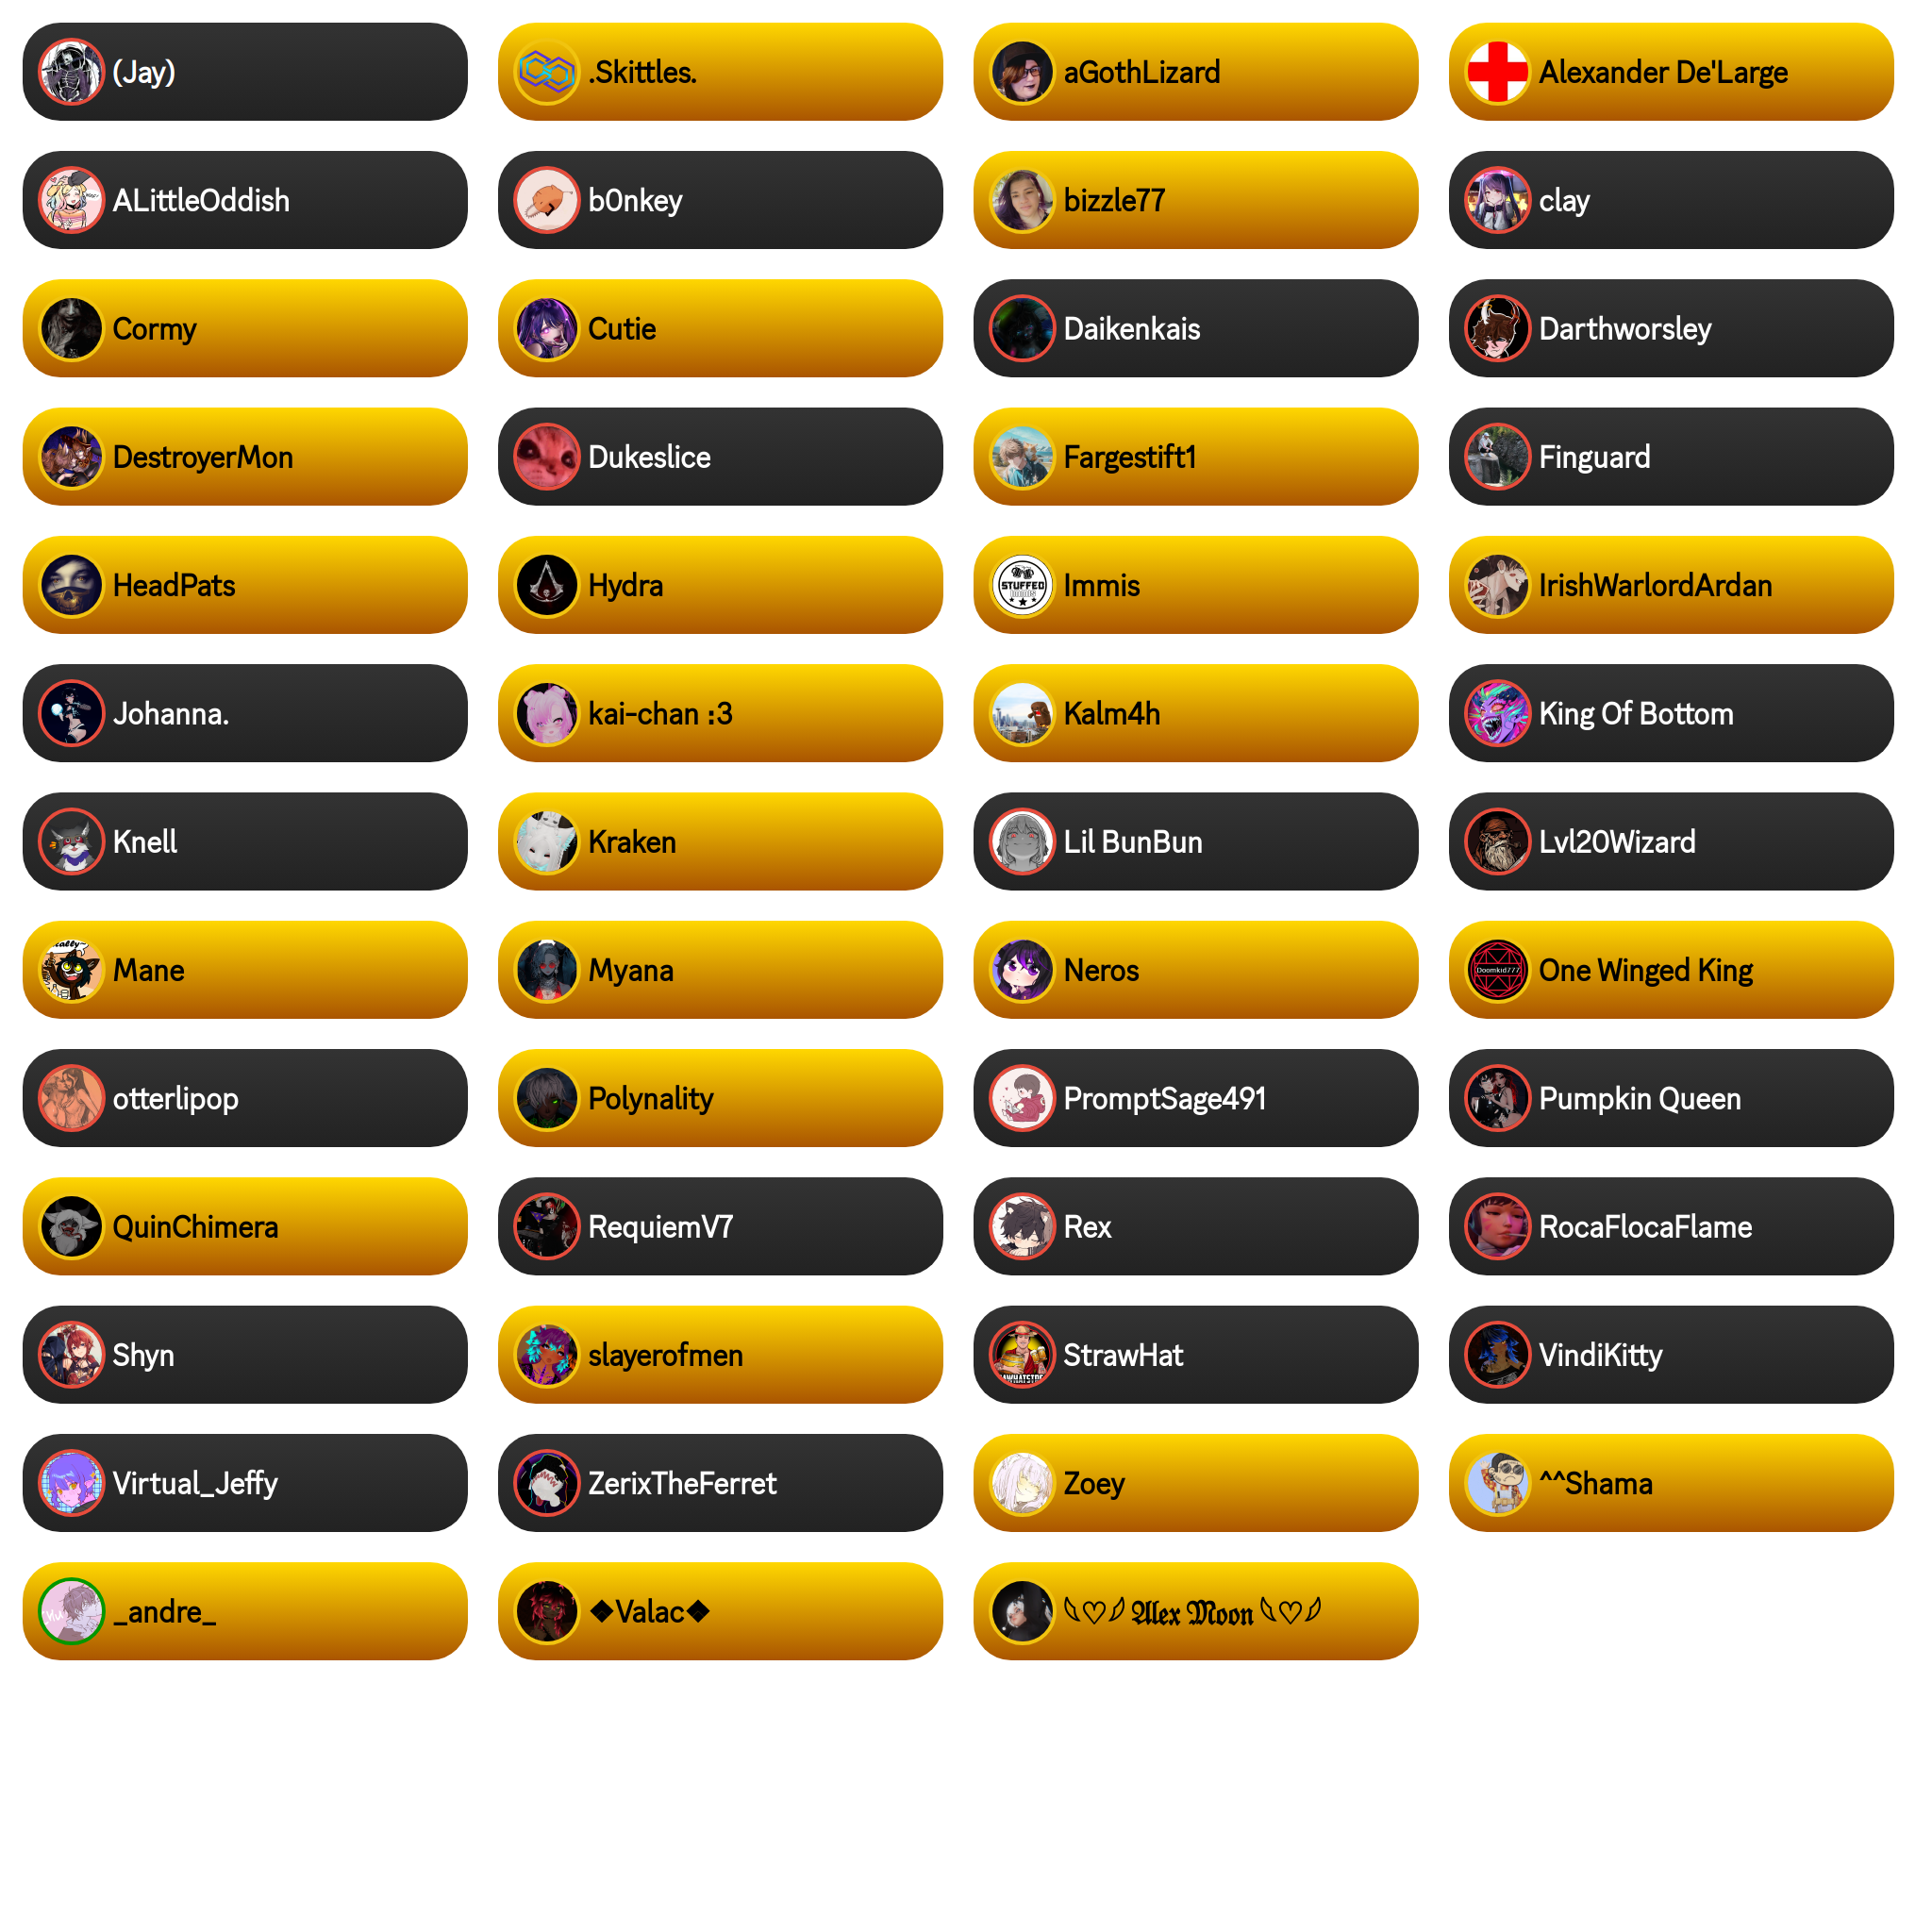 (Jay)
.Skittles.
aGothLizard
Alexander De'Large
ALittleOddish
b0nkey
bizzle77
clay
Cormy
Cutie
Daikenkais
Darthworsley
DestroyerMon
Dukeslice
Fargestift1
Finguard
HeadPats
Hydra
STUFFED
Immis
IrishWarlordArdan
Johanna.
kai-chan :3
Kalm4h
King Of Bottom
Knell
Kraken
Lil BunBun
Lvl20Wizard
Mane
Myana
Neros
Doomkid777
One Winged King
otterlipop
Polynality
PromptSage491
Pumpkin Queen
QuinChimera
RequiemV7
Rex
RocaFlocaFlame
Shyn
slayerofmen
StrawHat
VindiKitty
Virtual_Jeffy
ZerixTheFerret
Zoey
^^Shama
_andre_
❖Valac❖
𝕬𝖑𝖊𝖝 𝕸𝖔𝖔𝖓